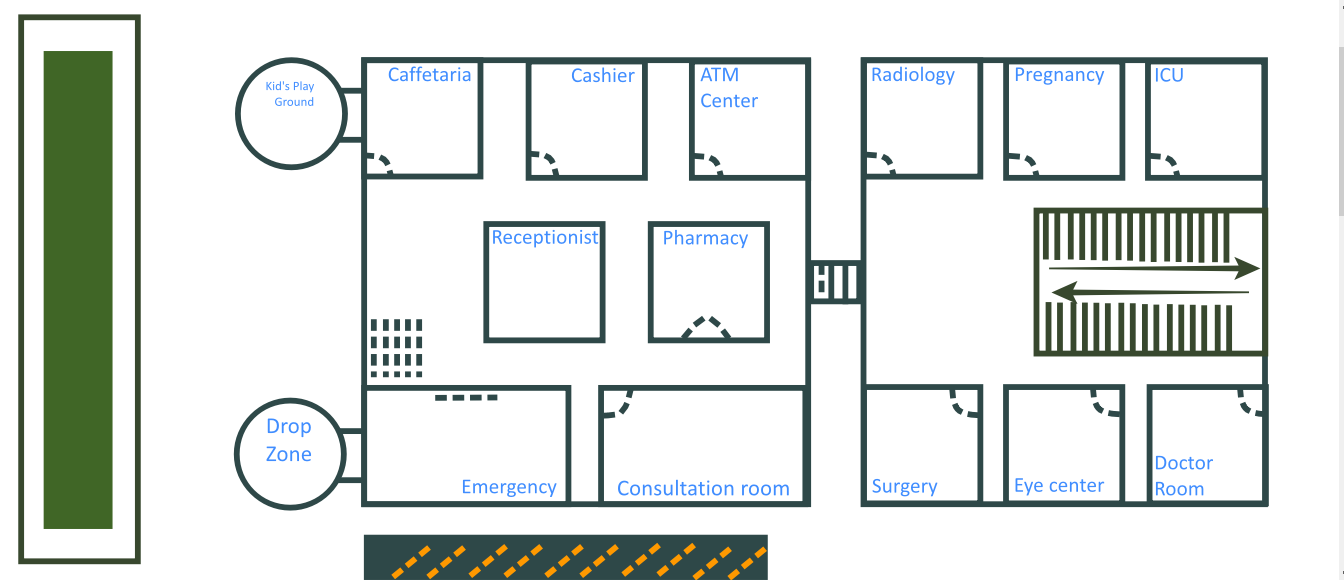 Kid's Play
Ground
Caffetaria
Cashier
ATM
Center
Radiology
Pregnancy
ICU
Receptionist
Pharmacy
Drop
Zone
Emergency
Consultation room
Surgery
Eye center
Doctor
Room